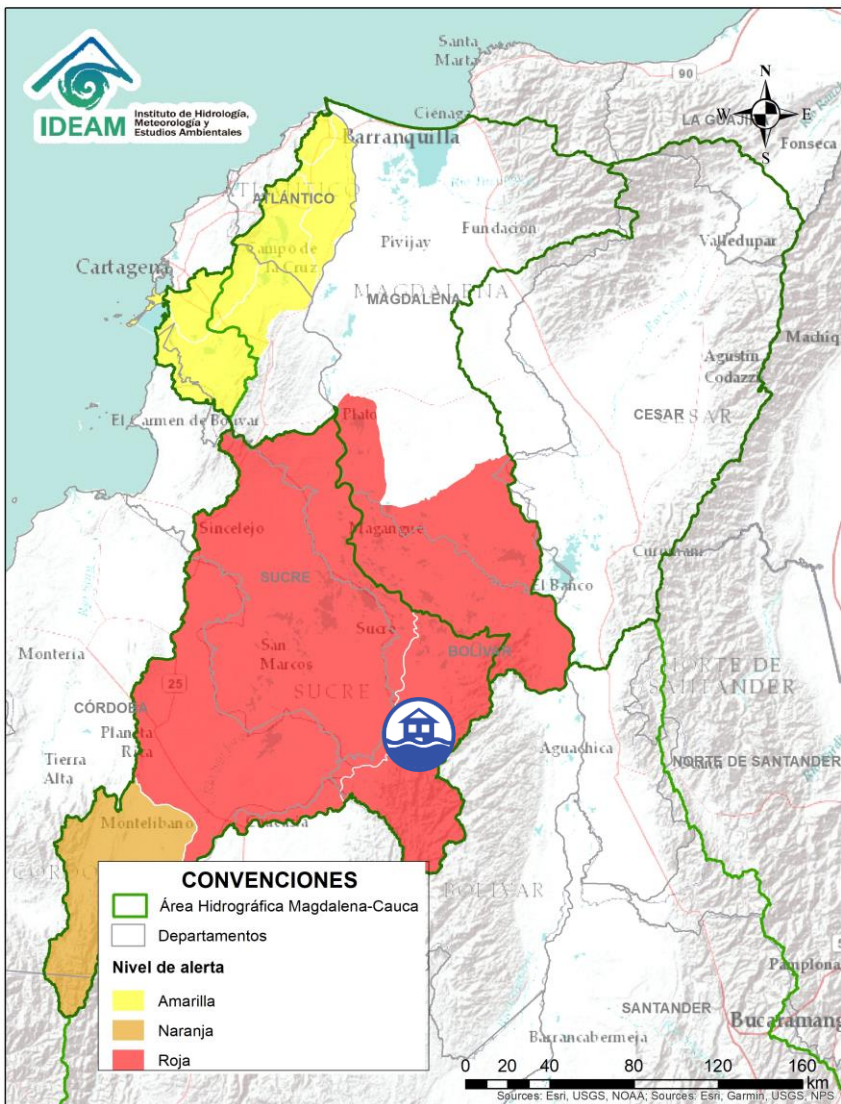 IDEAM
Instituto de Hidrología,
Meteorología y
Estudios Ambientales
Santa
Marta
90
N
W
E
S
Ciénaga
LA GUAJIRA
Barranquilla
Fonseca
ATLÁNTICO
Fundación
Pivijay
Valledupar
Campo de
la Cruz
Cartagena
MAGDALENA
MAGDALENA
Agustín
Codazzi
CESAR
CESAR
El Carmen de Bolívar
Plato
Sincelejo
Magangué
SUCRE
El Banco
Sucre
San
Marcos
BOLÍVAR
Montería
SUCRE
NORTE DE
SANTANDER
25
CÓRDOBA
Planeta
Rica
Aguachica
Tierra
Alta
NORTE DE SANTANDER
Montelibano
BOLIVAR
CONVENCIONES
Área Hidrográfica Magdalena-Cauca
Departamentos
Nivel de alerta
Amarilla
Naranja
Roja
Pamplona
SANTANDER
Barrancabermeja
0 20 40 80 120 160
km
Sources: Esri, USGS, NOAA; Sources: Esri, Garmin, USGS, NPS